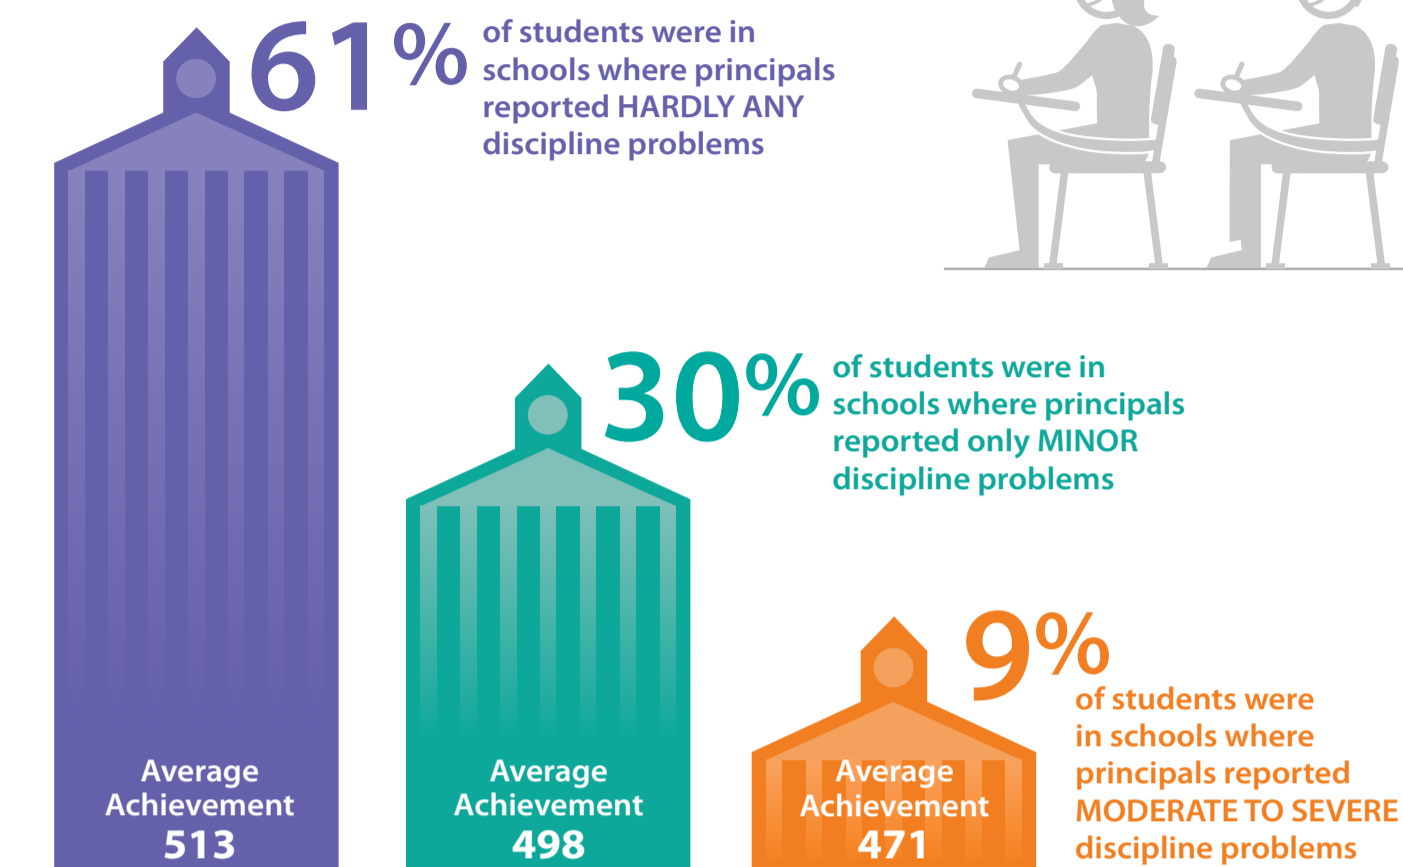 61%
of students were in
schools where principals
reported HARDLY ANY
discipline problems
30%
of students were in
schools where principals
reported only MINOR
discipline problems
9%
of students were
in schools where
principals reported
MODERATE TO SEVERE
discipline problems
Average
Achievement
513
Average
Achievement
498
Average
Achievement
471